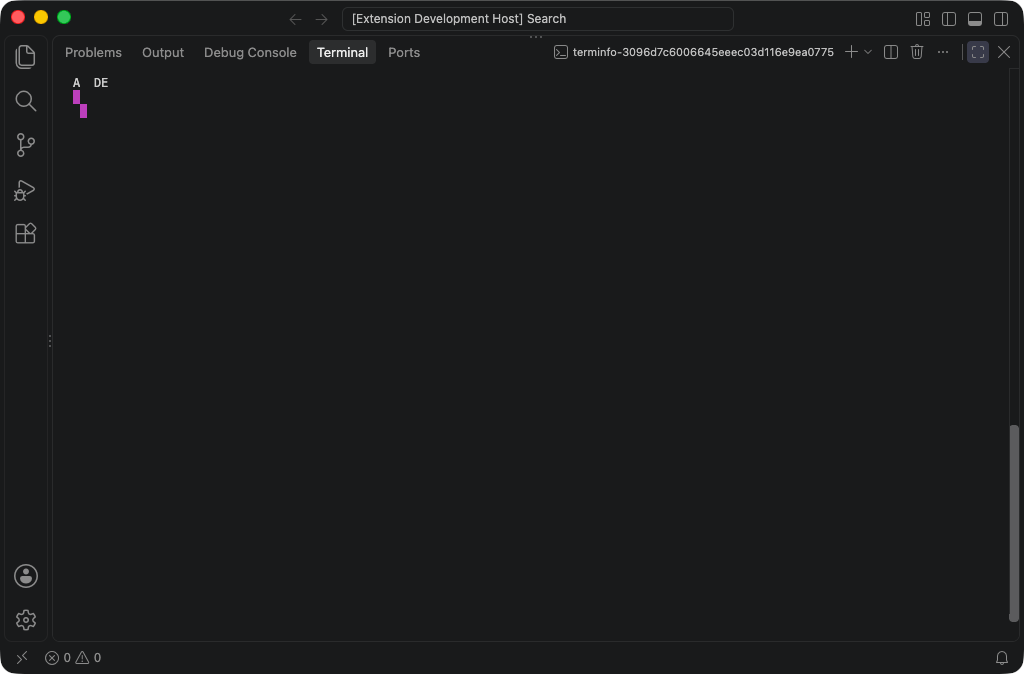 [Extension Development Host] Search
Problems Output Debug Console Terminal Ports terminfo-3096d7c6006645eeec03d116e9ea0775
A  DE
0 0